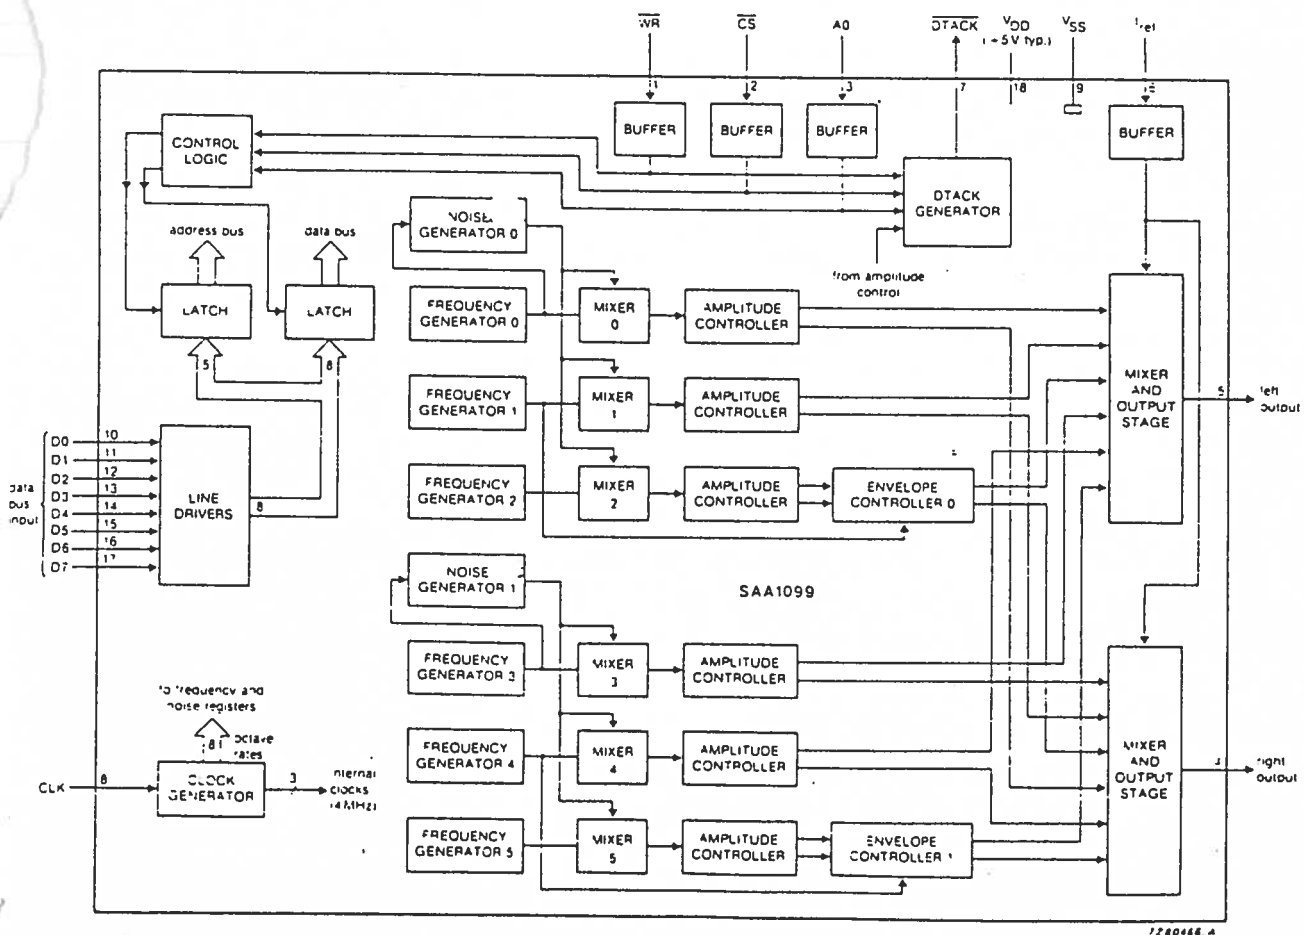 WR CS A0 DTACK VDD VSS Iref
(+5V typ.)
1 2 3 7 18 9
BUFFER BUFFER BUFFER BUFFER
CONTROL
LOGIC
DTACK
GENERATOR
NOISE
GENERATOR 0
address bus data bus
from amplitude
control
LATCH LATCH
5 8
FREQUENCY
GENERATOR 0
MIXER
0
AMPLITUDE
CONTROLLER
MIXER
AND
OUTPUT
STAGE
left
output
FREQUENCY
GENERATOR 1
MIXER
1
AMPLITUDE
CONTROLLER
data
bus
input
D0 10
D1 11
D2 12
D3 13
D4 14
D5 15
D6 16
D7 17
LINE
DRIVERS
8
FREQUENCY
GENERATOR 2
MIXER
2
AMPLITUDE
CONTROLLER
ENVELOPE
CONTROLLER 0
NOISE
GENERATOR 1
SAA1099
FREQUENCY
GENERATOR 3
MIXER
3
AMPLITUDE
CONTROLLER
to frequency and
noise registers
8 octave
rates
CLK 8
CLOCK
GENERATOR
3
internal
clocks
(4MHz)
FREQUENCY
GENERATOR 4
MIXER
4
AMPLITUDE
CONTROLLER
MIXER
AND
OUTPUT
STAGE
right
output
FREQUENCY
GENERATOR 5
MIXER
5
AMPLITUDE
CONTROLLER
ENVELOPE
CONTROLLER 1